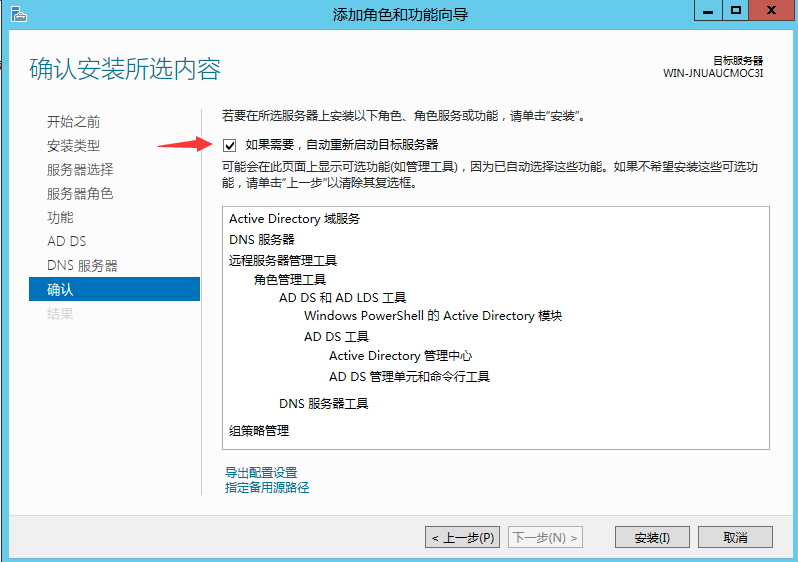 添加角色和功能向导
确认安装所选内容
目标服务器
WIN-JNUAUCMOC3I
开始之前
安装类型
服务器选择
服务器角色
功能
AD DS
DNS 服务器
确认
结果
若要在所选服务器上安装以下角色、角色服务或功能，请单击“安装”。
如果需要，自动重新启动目标服务器
可能会在此页面上显示可选功能(如管理工具)，因为已自动选择这些功能。如果不希望安装这些可选功
能，请单击“上一步”以清除其复选框。
Active Directory 域服务
DNS 服务器
远程服务器管理工具
角色管理工具
AD DS 和 AD LDS 工具
Windows PowerShell 的 Active Directory 模块
AD DS 工具
Active Directory 管理中心
AD DS 管理单元和命令行工具
DNS 服务器工具
组策略管理
导出配置设置
指定备用源路径
< 上一步(P)
下一步(N) >
安装(I)
取消